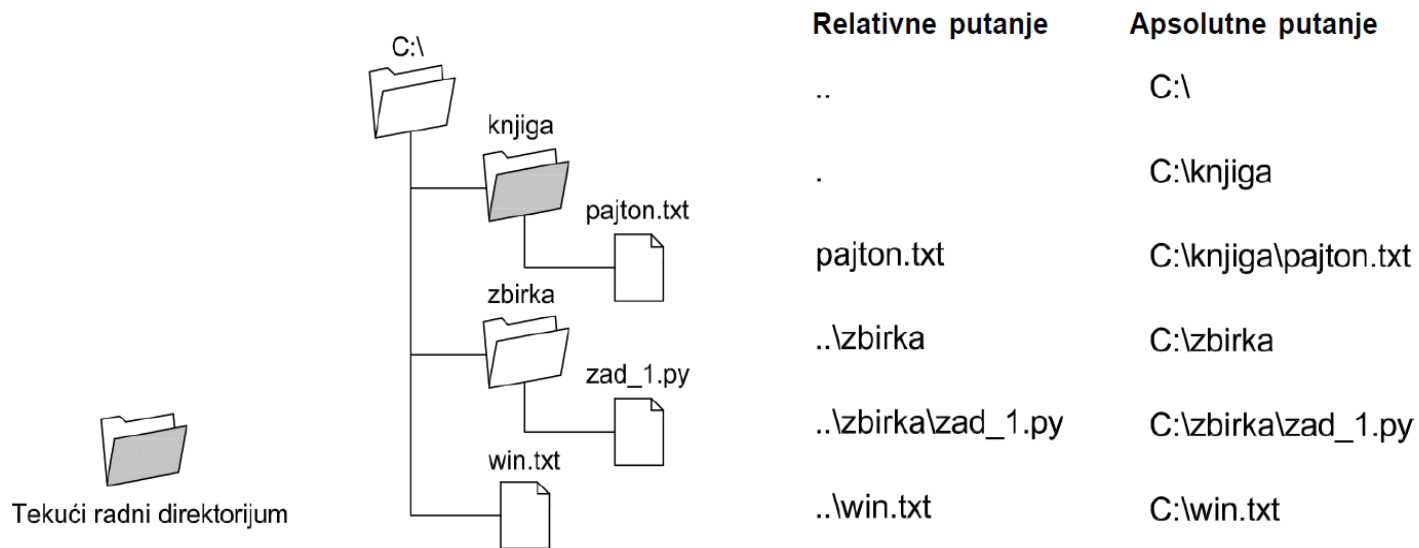 C:\
knjiga
pajton.txt
zbirka
zad_1.py
win.txt
Tekući radni direktorijum
Relativne putanje Apsolutne putanje
.. C:\
. C:\knjiga
pajton.txt C:\knjiga\pajton.txt
..\zbirka C:\zbirka
..\zbirka\zad_1.py C:\zbirka\zad_1.py
..\win.txt C:\win.txt